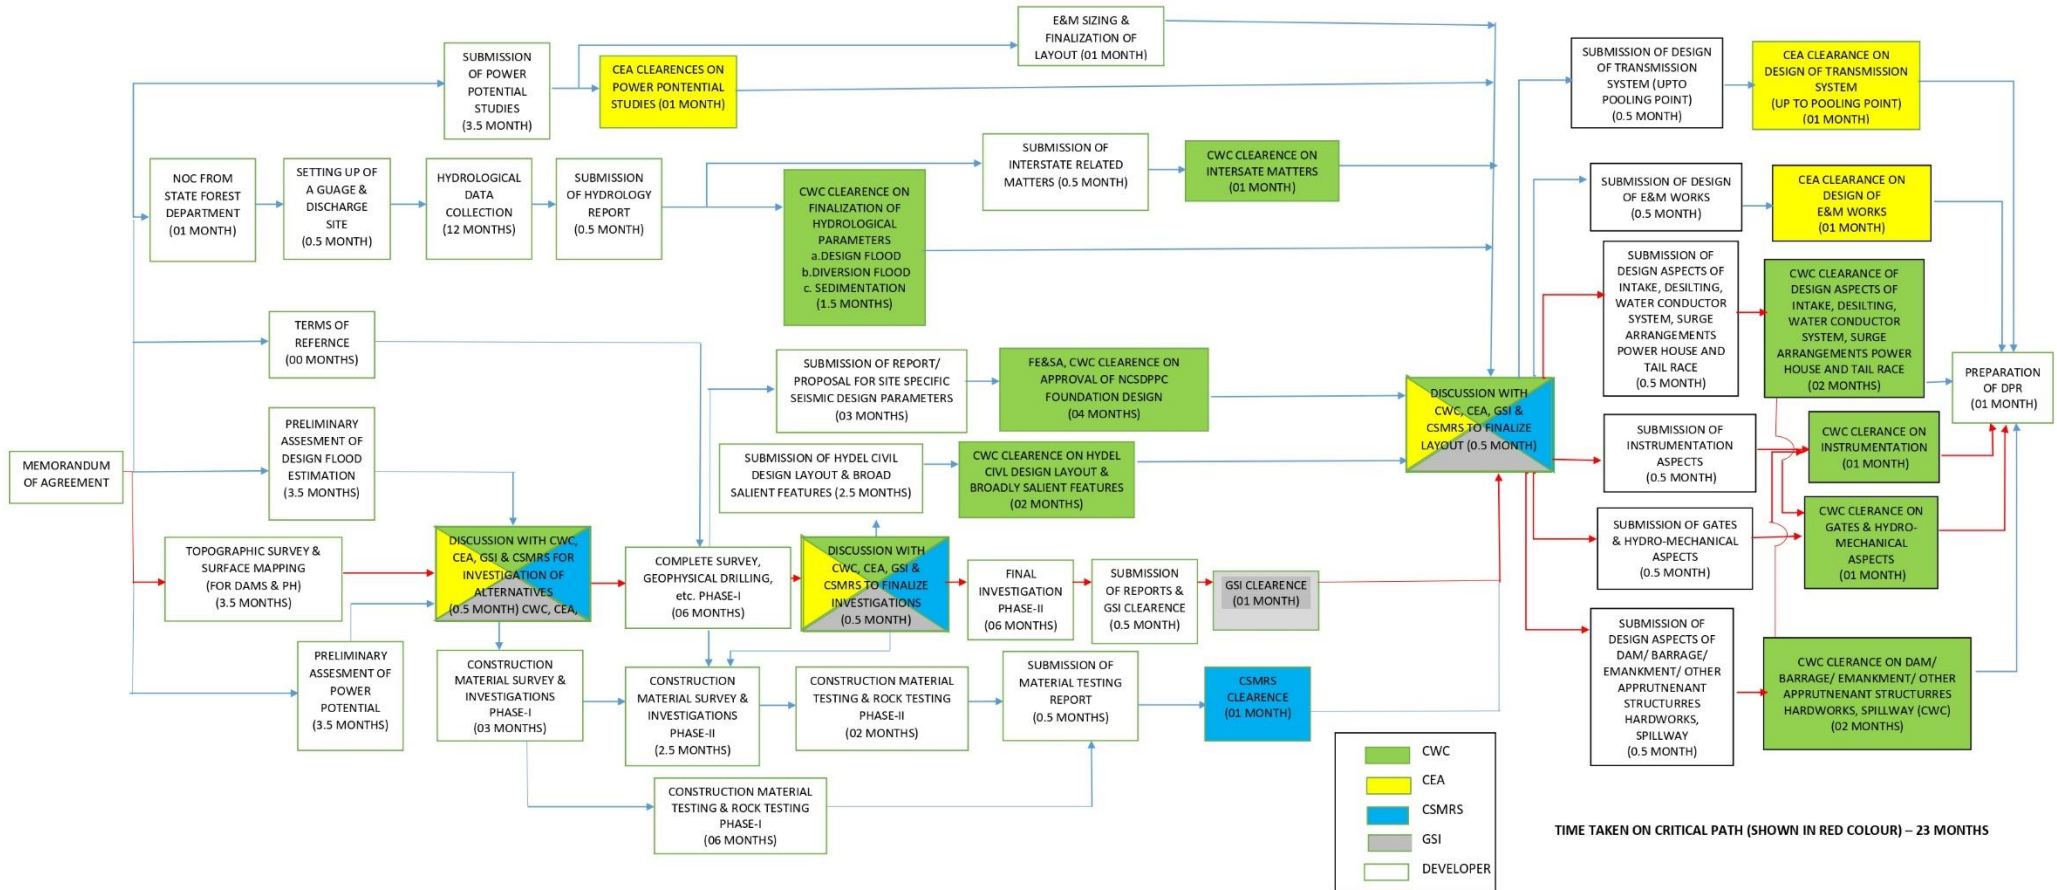 E&M SIZING &
FINALIZATION OF
LAYOUT (01 MONTH)
SUBMISSION
OF POWER
POTENTIAL
STUDIES
(3.5 MONTH)
CEA CLEARENCES ON
POWER PONTENTIAL
STUDIES (01 MONTH)
SUBMISSION OF DESIGN
OF TRANSMISSION
SYSTEM (UPTO
POOLING POINT)
(0.5 MONTH)
CEA CLEARANCE ON
DESIGN OF TRANSMISSION
SYSTEM
(UP TO POOLING POINT)
(01 MONTH)
NOC FROM
STATE FOREST
DEPARTMENT
(01 MONTH)
SETTING UP OF
A GUAGE &
DISCHARGE
SITE
(0.5 MONTH)
HYDROLOGICAL
DATA
COLLECTION
(12 MONTHS)
SUBMISSION
OF HYDROLOGY
REPORT
(0.5 MONTH)
CWC CLEARENCE ON
FINALIZATION OF
HYDROLOGICAL
PARAMETERS
a.DESIGN FLOOD
b.DIVERSION FLOOD
c. SEDIMENTATION
(1.5 MONTHS)
SUBMISSION OF
INTERSTATE RELATED
MATTERS (0.5 MONTH)
CWC CLEARENCE ON
INTERSATE MATTERS
(01 MONTH)
SUBMISSION OF DESIGN
OF E&M WORKS
(0.5 MONTH)
CEA CLEARANCE ON
DESIGN OF
E&M WORKS
(01 MONTH)
TERMS OF
REFERNCE
(00 MONTHS)
SUBMISSION OF REPORT/
PROPOSAL FOR SITE SPECIFIC
SEISMIC DESIGN PARAMETERS
(03 MONTHS)
FE&SA, CWC CLERENCE ON
APPROVAL OF NCSDPPC
FOUNDATION DESIGN
(04 MONTHS)
SUBMISSION OF
DESIGN ASPECTS OF
INTAKE, DESILTING,
WATER CONDUCTOR
SYSTEM, SURGE
ARRANGEMENTS
POWER HOUSE AND
TAIL RACE
(0.5 MONTH)
CWC CLEARANCE OF
DESIGN ASPECTS OF
INTAKE, DESILTING,
WATER CONDUCTOR
SYSTEM, SURGE
ARRANGEMENTS POWER
HOUSE AND TAIL RACE
(02 MONTHS)
PREPARATION
OF DPR
(01 MONTH)
DISCUSSION WITH
CWC, CEA, GSI &
CSMRS TO FINALIZE
LAYOUT (0.5 MONTH)
PRELIMINARY
ASSESMENT OF
DESIGN FLOOD
ESTIMATION
(3.5 MONTHS)
MEMORANDUM
OF AGREEMENT
SUBMISSION OF HYDEL CIVIL
DESIGN LAYOUT & BROAD
SALIENT FEATURES (2.5 MONTHS)
CWC CLEARENCE ON HYDEL
CIVL DESIGN LAYOUT &
BROADLY SALIENT FEATURES
(02 MONTHS)
SUBMISSION OF
INSTRUMENTATION
ASPECTS
(0.5 MONTH)
CWC CLERANCE ON
INSTRUMENTATION
(01 MONTH)
TOPOGRAPHIC SURVEY &
SURFACE MAPPING
(FOR DAMS & PH)
(3.5 MONTHS)
DISCUSSION WITH CWC,
CEA, GSI & CSMRS FOR
INVESTIGATION OF
ALTERNATIVES
(0.5 MONTH) CWC, CEA,
COMPLETE SURVEY,
GEOPHYSICAL DRILLING,
etc. PHASE-I
(06 MONTHS)
DISCUSSION WITH
CWC, CEA, GSI &
CSMRS TO FINALIZE
INVESTIGATIONS
(0.5 MONTH)
FINAL
INVESTIGATION
PHASE-II
(06 MONTHS)
SUBMISSION
OF REPORTS &
GSI CLEARENCE
(0.5 MONTH)
GSI CLEARENCE
(01 MONTH)
SUBMISSION OF GATES
& HYDRO-MECHANICAL
ASPECTS
(0.5 MONTH)
CWC CLERANCE ON
GATES & HYDRO-
MECHANICAL
ASPECTS
(01 MONTH)
PRELIMINARY
ASSESMENT OF
POWER
POTENTIAL
(3.5 MONTHS)
CONSTRUCTION
MATERIAL SURVEY &
INVESTIGATIONS
PHASE-I
(03 MONTHS)
CONSTRUCTION
MATERIAL SURVEY &
INVESTIGATIONS
PHASE-II
(2.5 MONTHS)
CONSTRUCTION MATERIAL
TESTING & ROCK TESTING
PHASE-II
(02 MONTHS)
SUBMISSION OF
MATERIAL TESTING
REPORT
(0.5 MONTH)
CSMRS
CLEARENCE
(01 MONTH)
SUBMISSION OF
DESIGN ASPECTS OF
DAM/ BARRAGE/
EMANKMENT/ OTHER
APPRUTNENANT
STRUCTURRES
HARDWORKS,
SPILLWAY
(0.5 MONTH)
CWC CLERANCE ON DAM/
BARRAGE/ EMANKMENT/ OTHER
APPRUTNENANT STRUCTURRES
HARDWORKS, SPILLWAY (CWC)
(02 MONTHS)
CONSTRUCTION MATERIAL
TESTING & ROCK TESTING
PHASE-I
(06 MONTHS)
CWC
CEA
CSMRS
GSI
DEVELOPER
TIME TAKEN ON CRITICAL PATH (SHOWN IN RED COLOUR) – 23 MONTHS